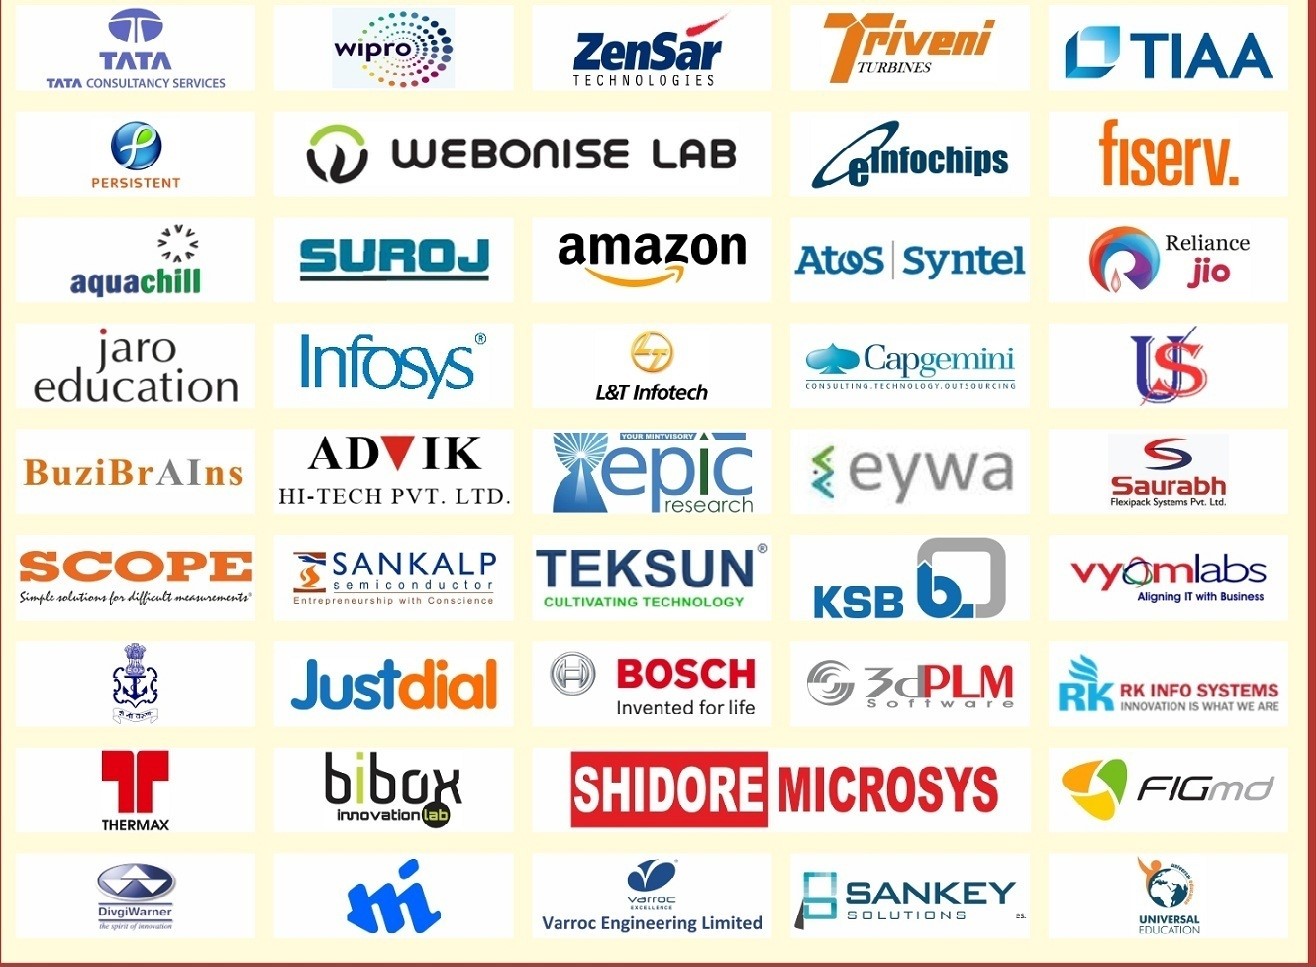 TATA
TATA CONSULTANCY SERVICES
wipro
ZenSar
TECHNOLOGIES
Triveni
TURBINES
TIAA
PERSISTENT
WEBONISE LAB
eInfochips
fiserv.
aquachill
SUROJ
amazon
Atos | Syntel
Reliance
jio
jaro
education
Infosys®
LT
L&T Infotech
Capgemini
CONSULTING.TECHNOLOGY.OUTSOURCING
US
BuziBrAIns
ADVIK
HI-TECH PVT. LTD.
YOUR MINTVISORY
epic
research
eywa
Saurabh
Flexipack Systems Pvt. Ltd.
SCOPE
Simple solutions for difficult measurements®
SANKALP
semiconductor
Entrepreneurship with Conscience
TEKSUN®
CULTIVATING TECHNOLOGY
KSB b
vyomlabs
Aligning IT with Business
Justdial
BOSCH
Invented for life
3dPLM
Software
RK RK INFO SYSTEMS
INNOVATION IS WHAT WE ARE
THERMAX
bibox
innovation lab
SHIDORE MICROSYS
FIGmd
DivgiWarner
the spirit of innovation
varroc
EXCELLENCE
Varroc Engineering Limited
SANKEY
SOLUTIONS
UNIVERSAL
EDUCATION